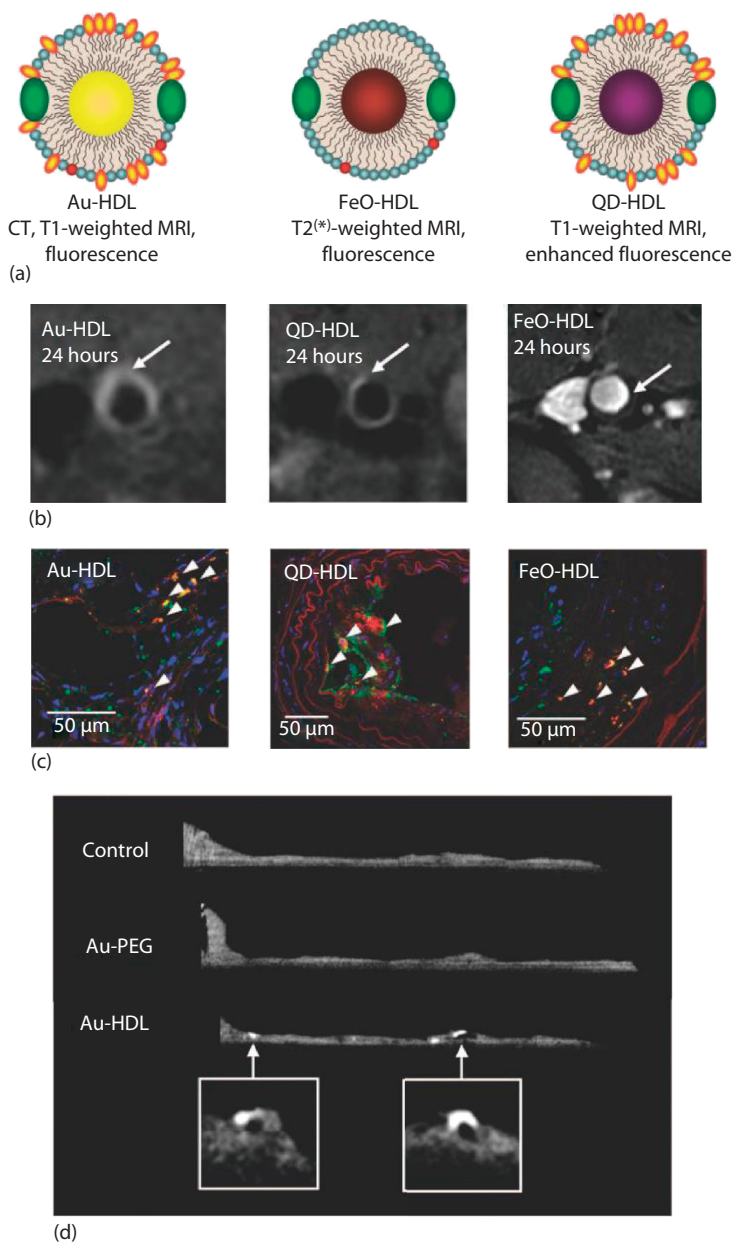 Au-HDL
CT, T1-weighted MRI,
fluorescence
FeO-HDL
T2(*)-weighted MRI,
fluorescence
QD-HDL
T1-weighted MRI,
enhanced fluorescence
(a)
Au-HDL
24 hours
QD-HDL
24 hours
FeO-HDL
24 hours
(b)
Au-HDL
50 μm
QD-HDL
50 μm
FeO-HDL
50 μm
(c)
Control
Au-PEG
Au-HDL
(d)